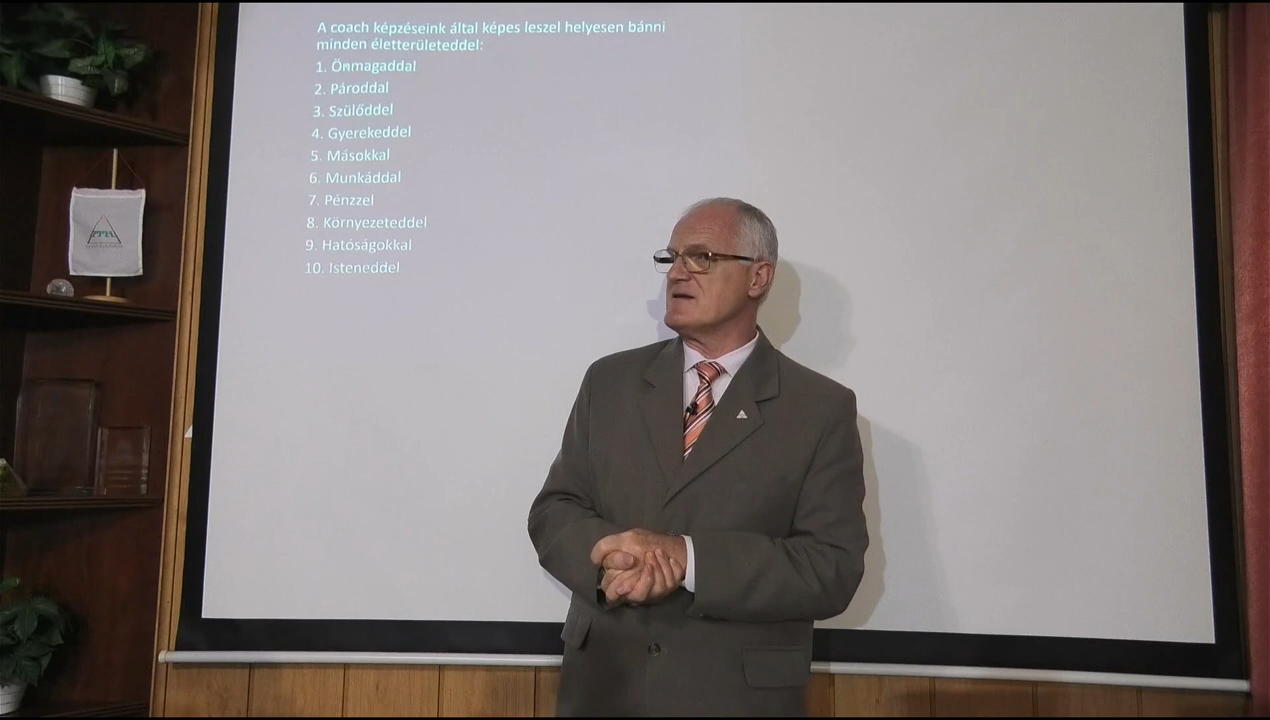 A coach képzéseink által képes leszel helyesen bánni
minden életterületeddel:
1. Önmagaddal
2. Pároddal
3. Szülőddel
4. Gyerekeddel
5. Másokkal
6. Munkáddal
7. Pénzzel
8. Környezeteddel
9. Hatóságokkal
10. Isteneddel